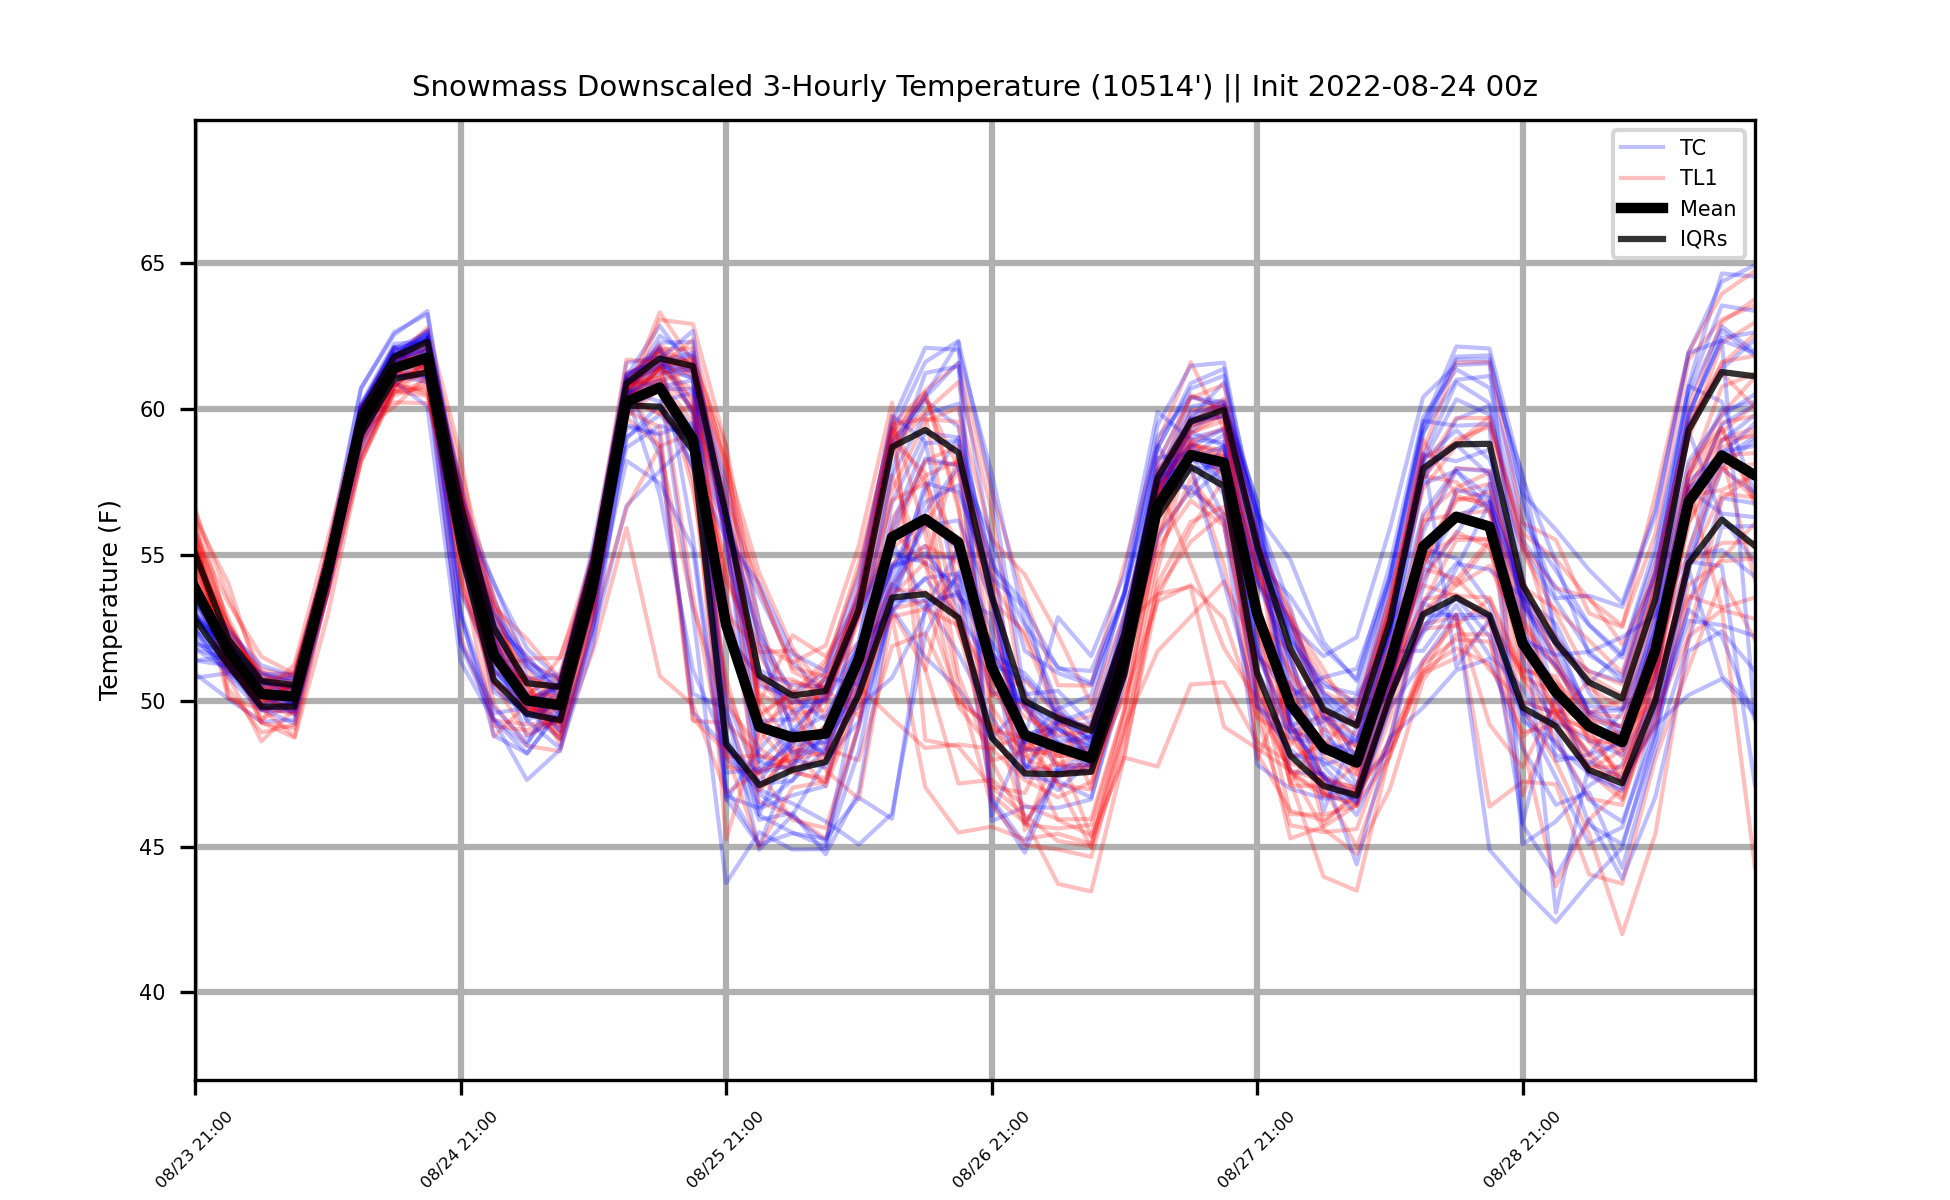 Snowmass Downscaled 3-Hourly Temperature (10514') || Init 2022-08-24 00z
TC
TL1
Mean
IQRs
Temperature (F)
65
60
55
50
45
40
08/23 21:00
08/24 21:00
08/25 21:00
08/26 21:00
08/27 21:00
08/28 21:00